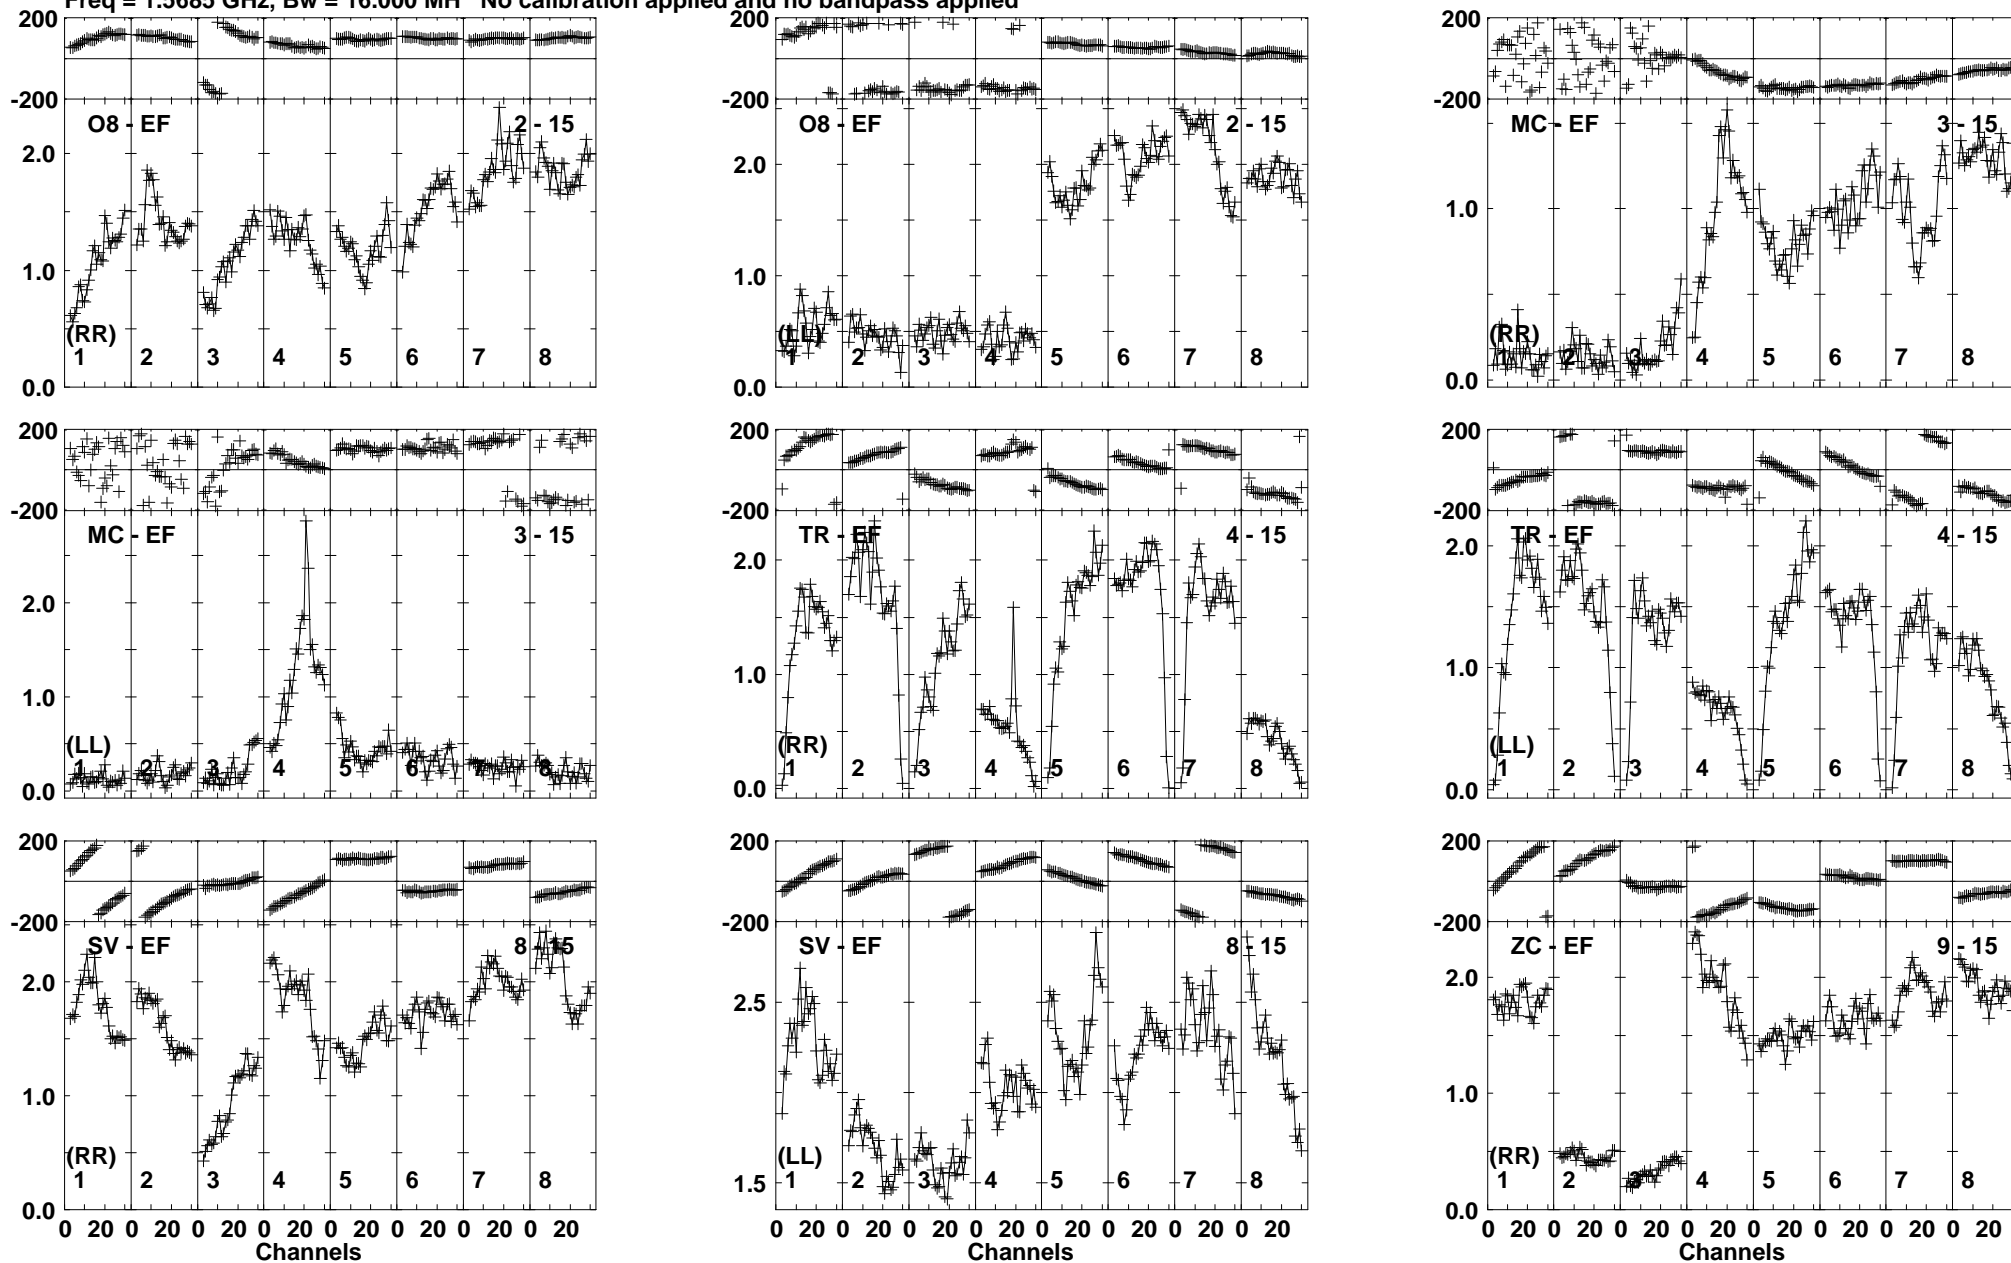 Freq = 1.5685 GHz, Bw = 16.000 MH No calibration applied and no bandpass applied
200 200 200
-200 -200 -200
O8 - EF 2 - 15 O8 - EF 2 - 15 MC - EF 3 - 15
2.0 2.0
1.0 1.0 1.0
(RR) (LL) (RR)
1 2 3 4 5 6 7 8 1 2 3 4 5 6 7 8 1 2 3 4 5 6 7 8
0.0 0.0 0.0
200 200 200
-200 -200 -200
MC - EF 3 - 15 TR - EF 4 - 15 TR - EF 4 - 15
2.0 2.0 2.0
1.0 1.0 1.0
(LL) (RR) (LL)
1 2 3 4 5 6 7 8 1 2 3 4 5 6 7 8 1 2 3 4 5 6 7 8
0.0 0.0 0.0
200 200 200
-200 -200 -200
SV - EF 8 - 15 SV - EF 8 - 15 ZC - EF 9 - 15
2.0 2.5 2.0
1.0 1.0
(RR) (LL) (RR)
1 2 3 4 5 6 7 8 1.5 1 2 3 4 5 6 7 8 1 2 3 4 5 6 7 8
0.0 0.0
0 20 0 20 0 20 0 20 0 20 0 20 0 20 0 20 0 20 0 20 0 20 0 20 0 20 0 20 0 20 0 20 0 20 0 20 0 20 0 20 0 20 0 20 0 20 0 20
Channels Channels Channels